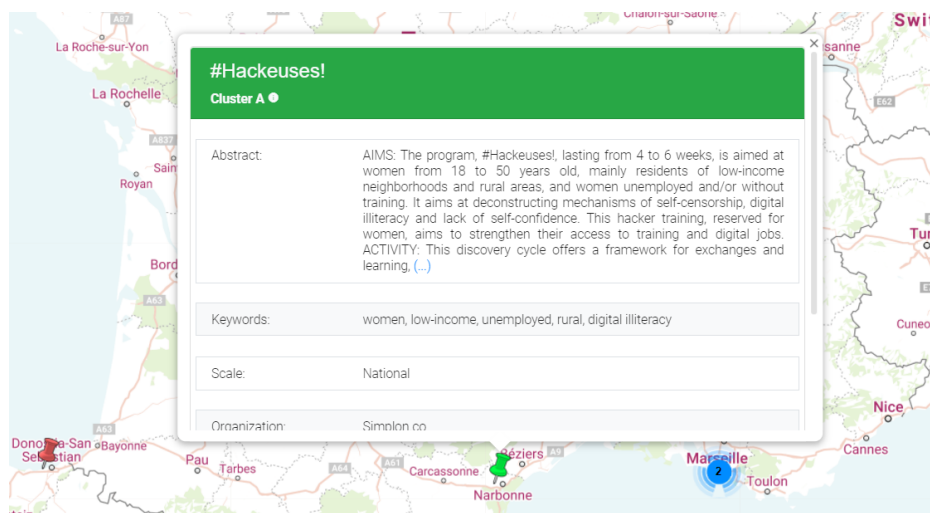 A87
Chalon-sur-Saône
Swit
La Roche-sur-Yon
sanne
×
#Hackeuses!
Cluster A
La Rochelle
E62
A837
Sain
Royan
Abstract:
AIMS: The program, #Hackeuses!, lasting from 4 to 6 weeks, is aimed at
women from 18 to 50 years old, mainly residents of low-income
neighborhoods and rural areas, and women unemployed and/or without
training. It aims at deconstructing mechanisms of self-censorship, digital
illiteracy and lack of self-confidence. This hacker training, reserved for
women, aims to strengthen their access to training and digital jobs.
ACTIVITY: This discovery cycle offers a framework for exchanges and
learning, (...)
Tur
Bord
A63
Keywords:
women, low-income, unemployed, rural, digital illiteracy
Cuneo
Scale:
National
Nice
Organization:
Simplon.co
A63
Bayonne
Sebastian
Pau
Tarbes
A64
A61
Carcassonne
Béziers
A9
Narbonne
Marseille
2
Toulon
Cannes